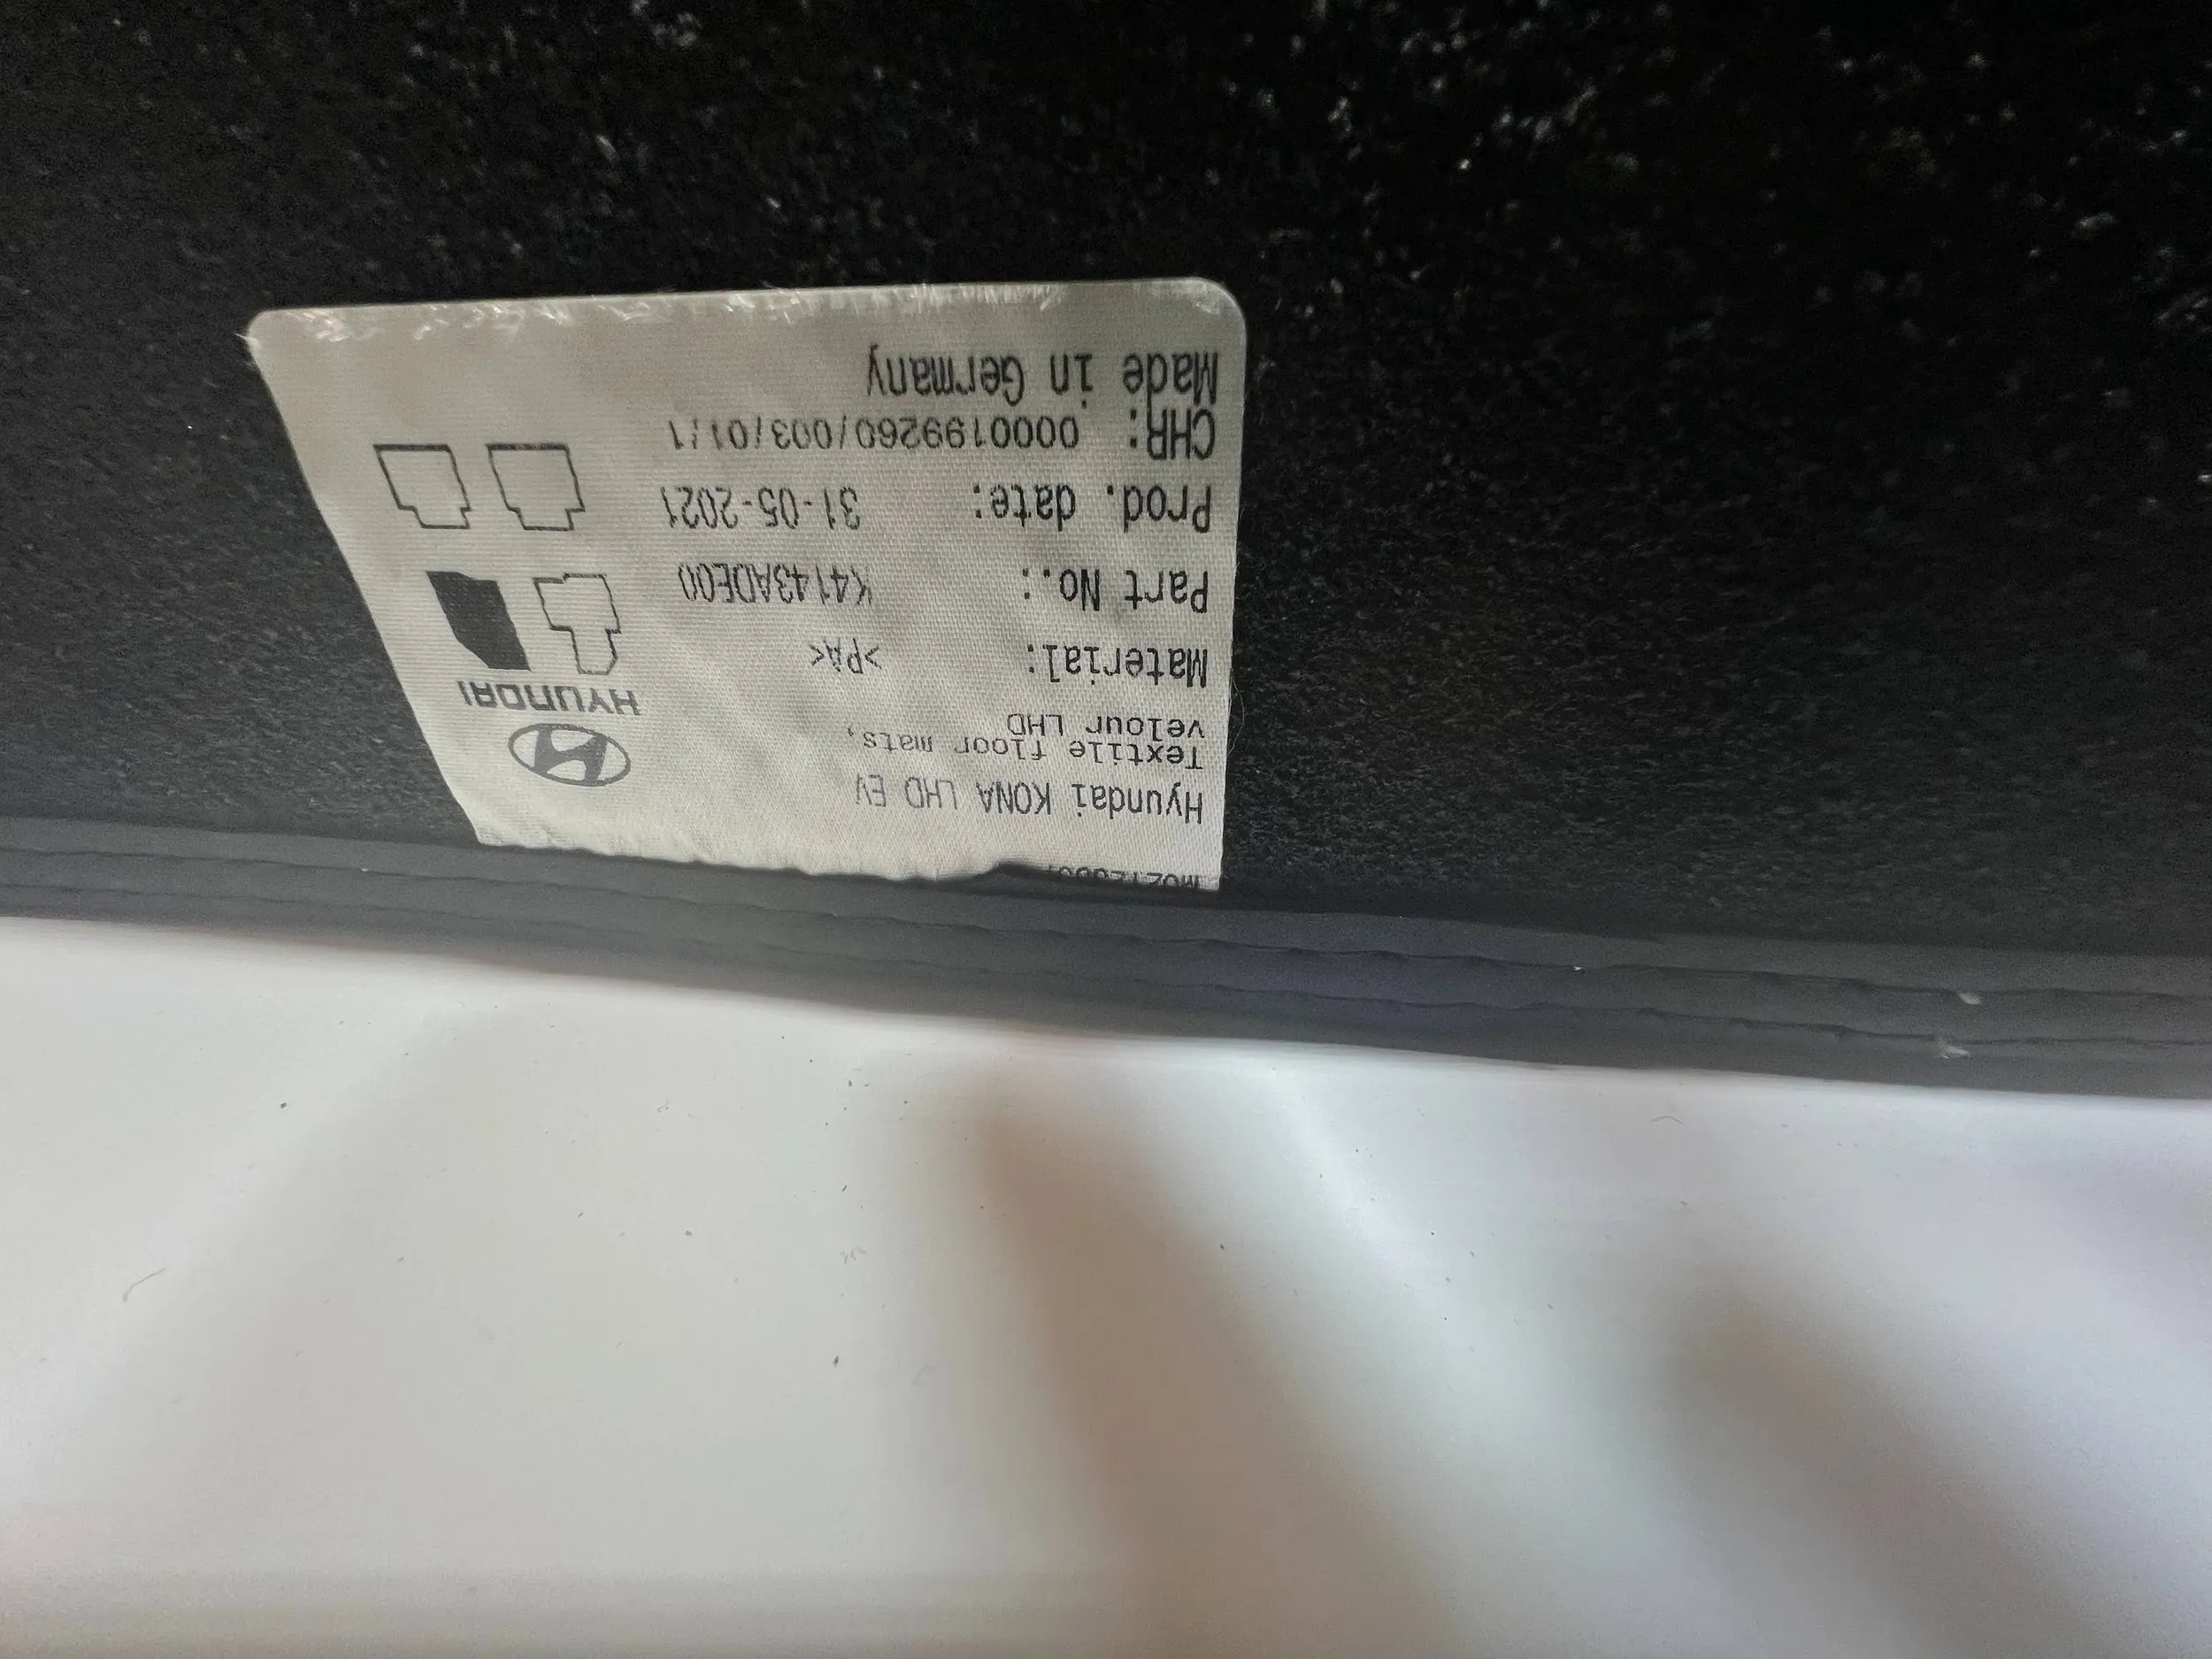 Hyundai KONA LHD EV
Textile floor mats,
velour LHD
HYUNDAI
Material: >PA<
Part No.: K4143ADE00
Prod. date: 31-05-2021
CHR: 0000199260/003/01/1
Made in Germany